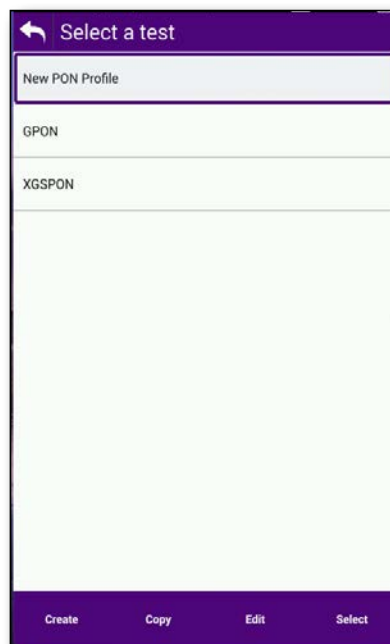 Select a test
New PON Profile
GPON
XGSPON
Create Copy Edit Select